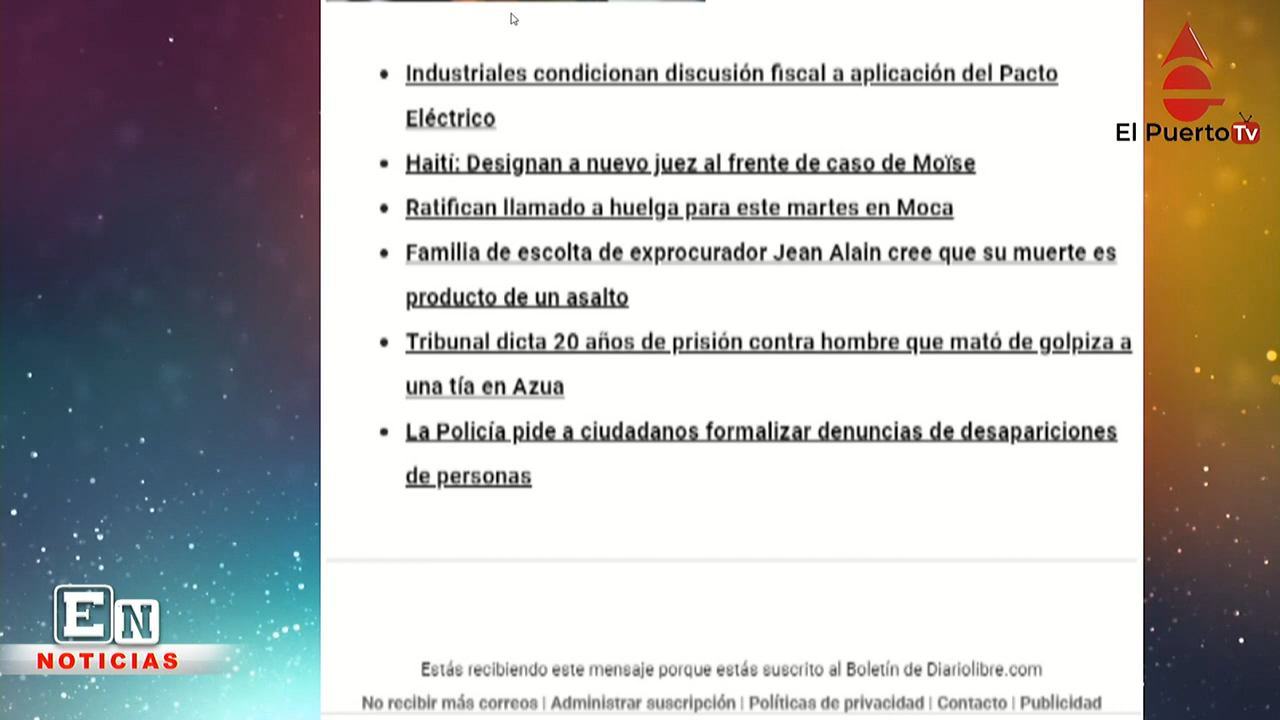 Industriales condicionan discusión fiscal a aplicación del Pacto
Eléctrico
Haití: Designan a nuevo juez al frente de caso de Moïse
Ratifican llamado a huelga para este martes en Moca
Familia de escolta de exprocurador Jean Alain cree que su muerte es
producto de un asalto
Tribunal dicta 20 años de prisión contra hombre que mató de golpiza a
una tía en Azua
La Policía pide a ciudadanos formalizar denuncias de desapariciones
de personas
Estás recibiendo este mensaje porque estás suscrito al Boletín de Diariolibre.com
No recibir más correos | Administrar suscripción | Políticas de privacidad | Contacto | Publicidad
El Puerto Tv
EN
NOTICIAS